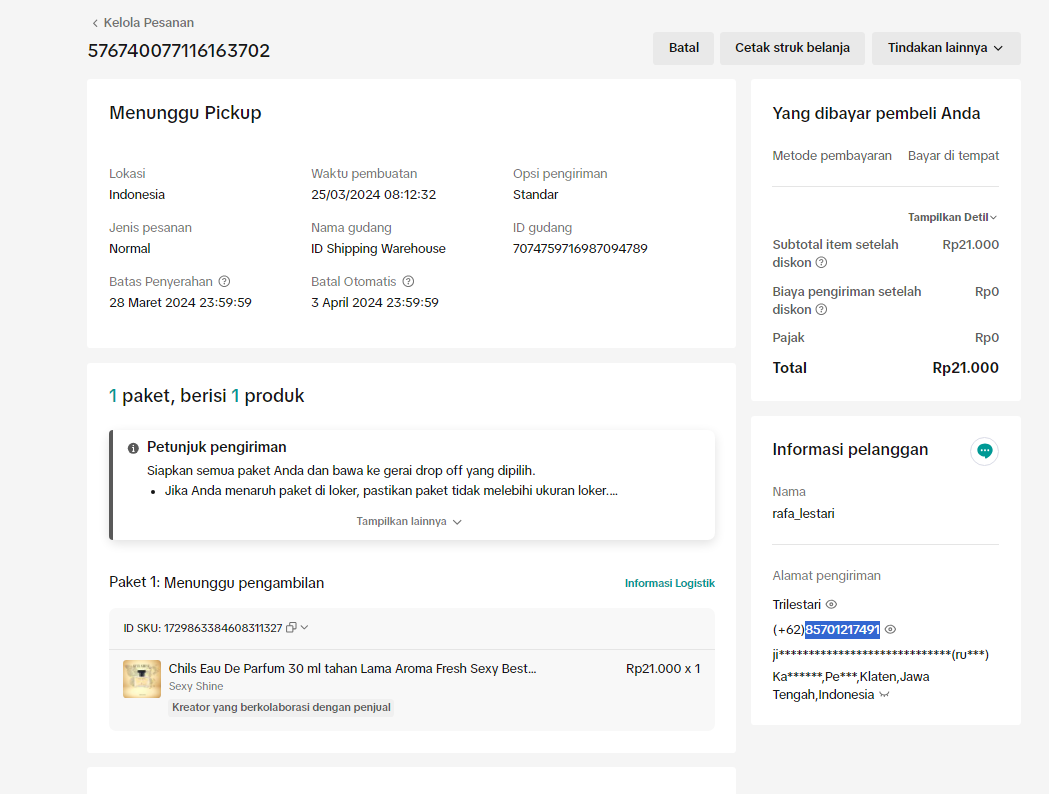 Kelola Pesanan
576740077116163702
Batal
Cetak struk belanja
Tindakan lainnya
Menunggu Pickup
Lokasi
Indonesia
Waktu pembuatan
25/03/2024 08:12:32
Opsi pengiriman
Standar
Jenis pesanan
Normal
Nama gudang
ID Shipping Warehouse
ID gudang
7074759716987094789
Batas Penyerahan
28 Maret 2024 23:59:59
Batal Otomatis
3 April 2024 23:59:59
1 paket, berisi 1 produk
Petunjuk pengiriman
Siapkan semua paket Anda dan bawa ke gerai drop off yang dipilih.
• Jika Anda menaruh paket di loker, pastikan paket tidak melebihi ukuran loker....
Tampilkan lainnya
Paket 1: Menunggu pengambilan
Informasi Logistik
ID SKU: 1729863384608311327
Chils Eau De Parfum 30 ml tahan Lama Aroma Fresh Sexy Best...
Rp21.000 x 1
Sexy Shine
Kreator yang berkolaborasi dengan penjual
Yang dibayar pembeli Anda
Metode pembayaran
Bayar di tempat
Tampilkan Detil
Subtotal item setelah
diskon
Rp21.000
Biaya pengiriman setelah
diskon
Rp0
Pajak
Rp0
Total
Rp21.000
Informasi pelanggan
Nama
rafa_lestari
Alamat pengiriman
Trilestari
(+62)85701217491
ji*****************************(ru***)
Ka******,Pe***,Klaten,Jawa
Tengah,Indonesia